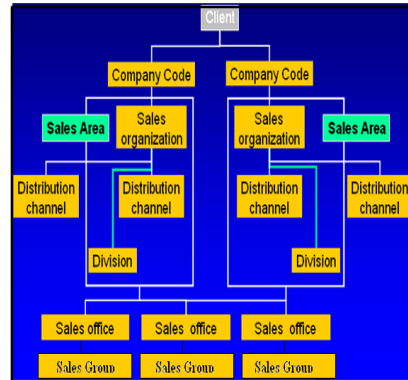 Client
Company Code
Company Code
Sales Area
Sales
organization
Sales
organization
Sales Area
Distribution
channel
Distribution
channel
Distribution
channel
Distribution
channel
Division
Division
Sales office
Sales office
Sales office
Sales Group
Sales Group
Sales Group